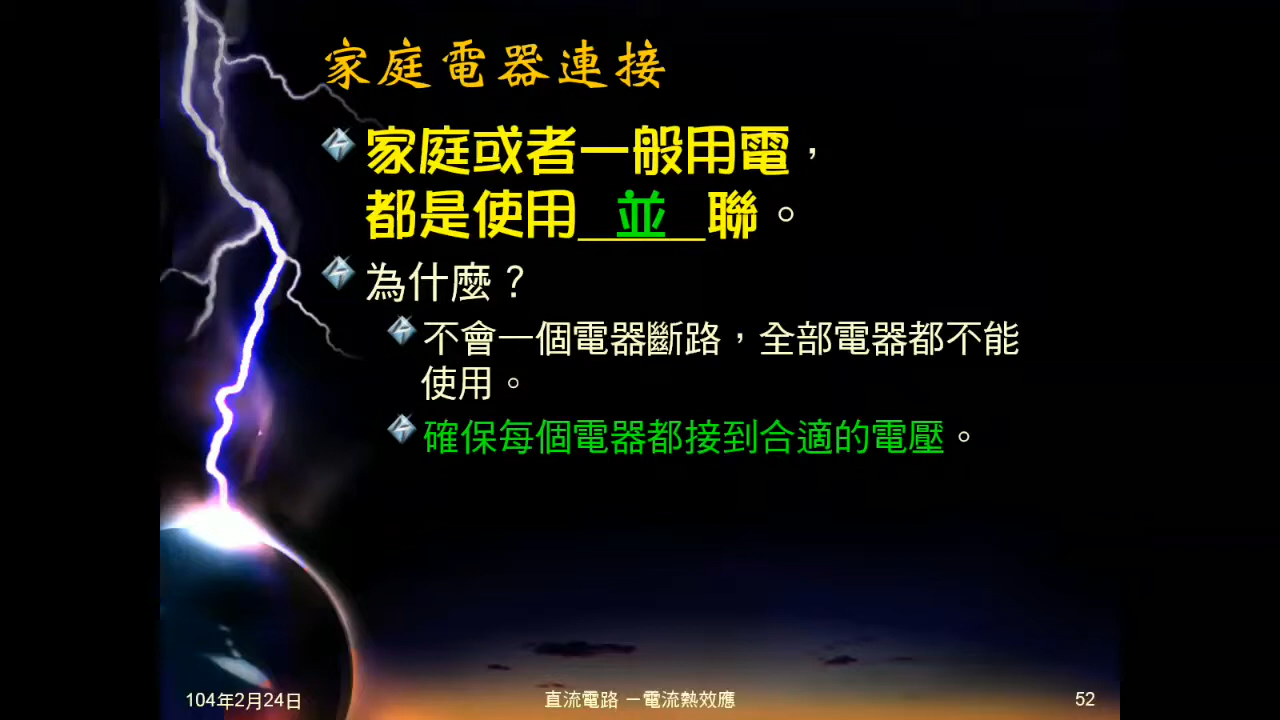 家庭電器連接
家庭或者一般用電，
都是使用__並__聯。
為什麼？
不會一個電器斷路，全部電器都不能
使用。
確保每個電器都接到合適的電壓。
104年2月24日
直流電路 －電流熱效應
52